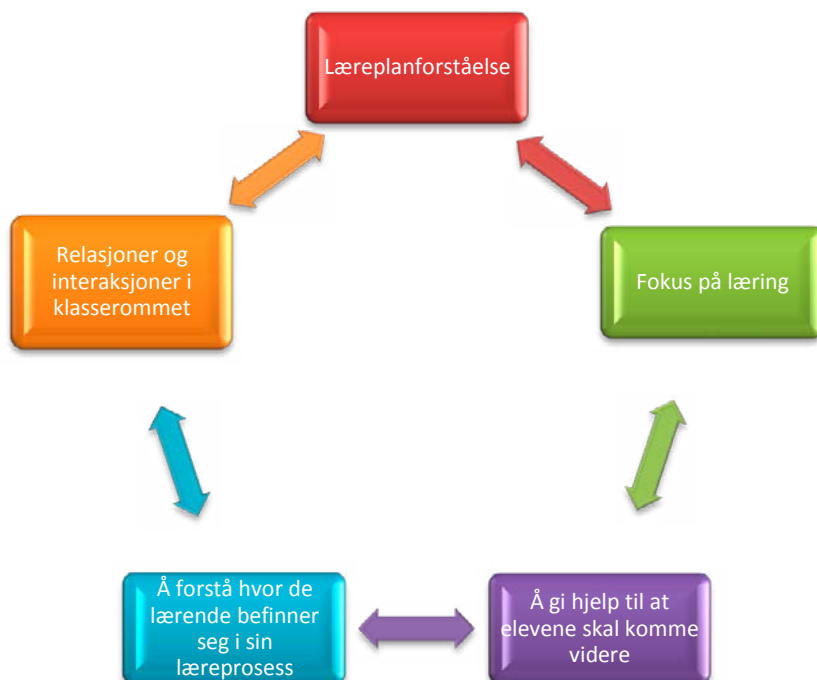 Læreplanforståelse
Relasjoner og
interaksjoner i
klasserommet
Fokus på læring
Å forstå hvor de
lærende befinner
seg i sin
læreprosess
Å gi hjelp til at
elevene skal komme
videre